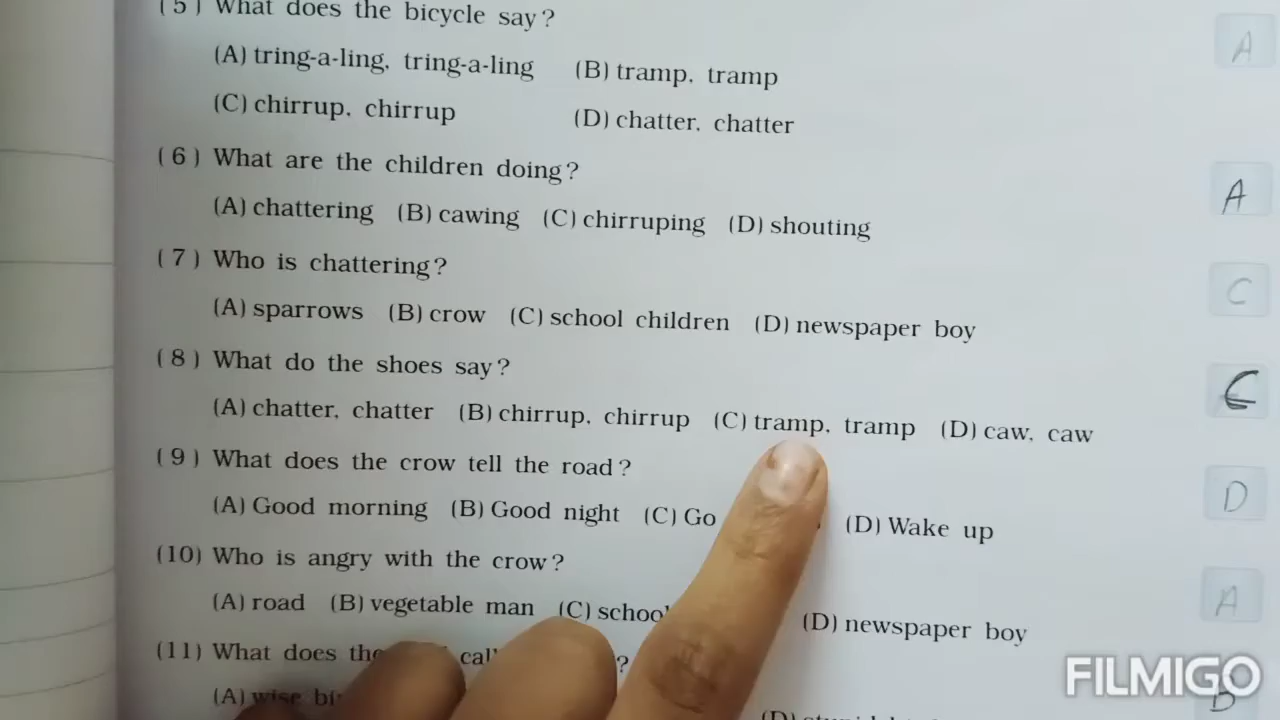 (5) What does the bicycle say? A
(A) tring-a-ling, tring-a-ling (B) tramp, tramp
(C) chirrup, chirrup (D) chatter, chatter
(6) What are the children doing? A
(A) chattering (B) cawing (C) chirruping (D) shouting
(7) Who is chattering? C
(A) sparrows (B) crow (C) school children (D) newspaper boy
(8) What do the shoes say? C
(A) chatter, chatter (B) chirrup, chirrup (C) tramp, tramp (D) caw, caw
(9) What does the crow tell the road? D
(A) Good morning (B) Good night (C) Go (D) Wake up
(10) Who is angry with the crow? A
(A) road (B) vegetable man (C) (D) newspaper boy
(11) What does ?
(A) wise (D)
FILMIGO